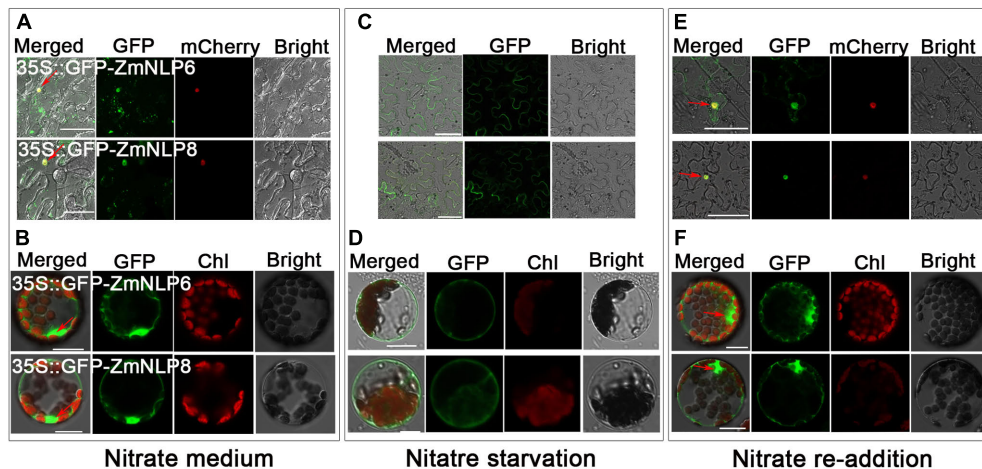 A
Merged GFP mCherry Bright
35S::GFP-ZmNLP6
35S::GFP-ZmNLP8
B
Merged GFP Chl Bright
35S::GFP-ZmNLP6
35S::GFP-ZmNLP8
Nitrate medium
C
Merged GFP Bright
D
Merged GFP Chl Bright
Nitatre starvation
E
Merged GFP mCherry Bright
F
Merged GFP Chl Bright
Nitrate re-addition